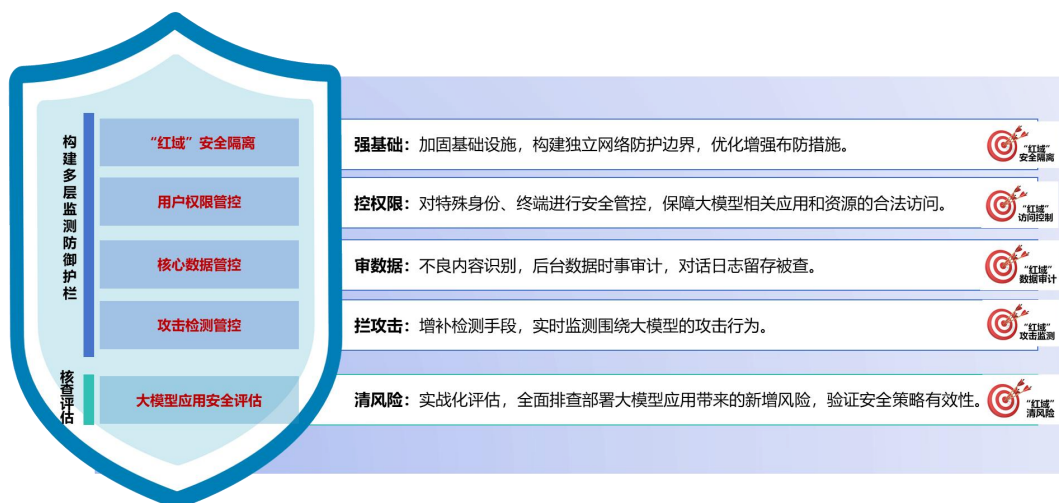 构建多层监测防御护栏
“红域”安全隔离
强基础：加固基础设施，构建独立网络防护边界，优化增强布防措施。
“红域”
安全隔离
用户权限管控
控权限：对特殊身份、终端进行安全管控，保障大模型相关应用和资源的合法访问。
“红域”
访问控制
核心数据管控
审数据：不良内容识别，后台数据时事审计，对话日志留存被查。
“红域”
数据审计
攻击检测管控
拦攻击：增补检测手段，实时监测围绕大模型的攻击行为。
“红域”
攻击监测
核查评估
大模型应用安全评估
清风险：实战化评估，全面排查部署大模型应用带来的新增风险，验证安全策略有效性。
“红域”
清风险